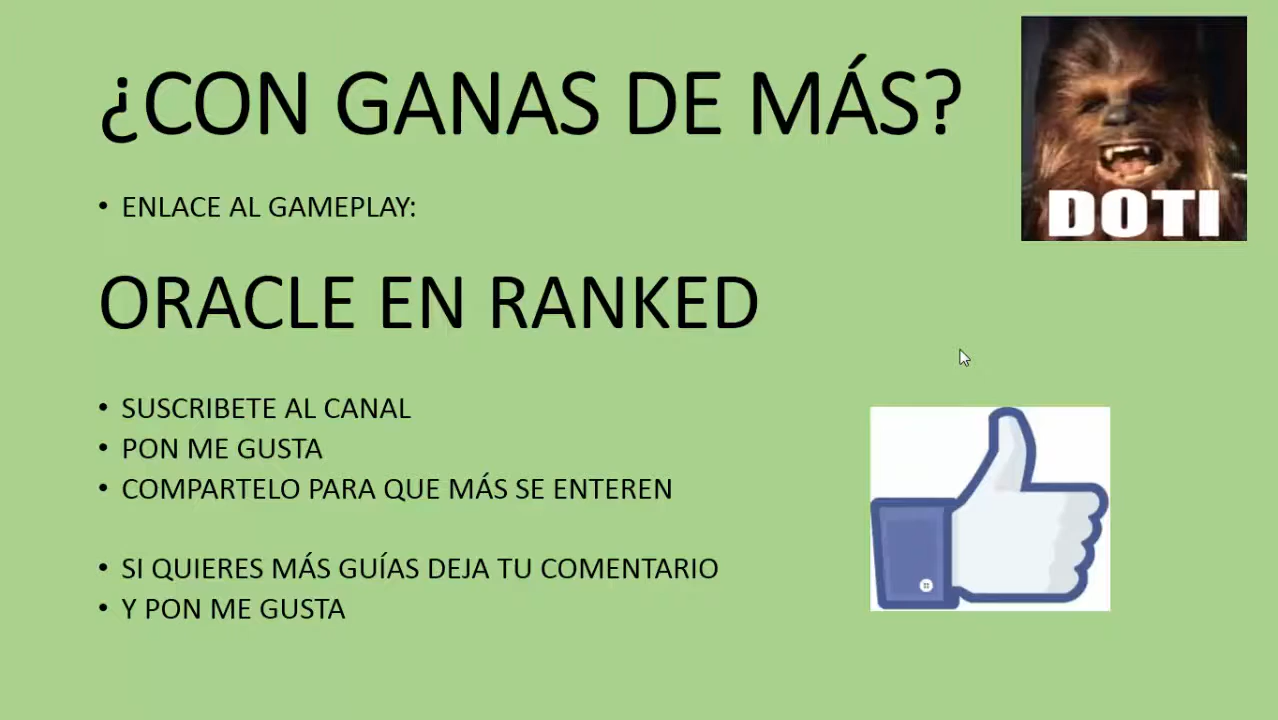 ¿CON GANAS DE MÁS?
DOTI
• ENLACE AL GAMEPLAY:
ORACLE EN RANKED
• SUSCRIBETE AL CANAL
• PON ME GUSTA
• COMPARTELO PARA QUE MÁS SE ENTEREN
• SI QUIERES MÁS GUÍAS DEJA TU COMENTARIO
• Y PON ME GUSTA